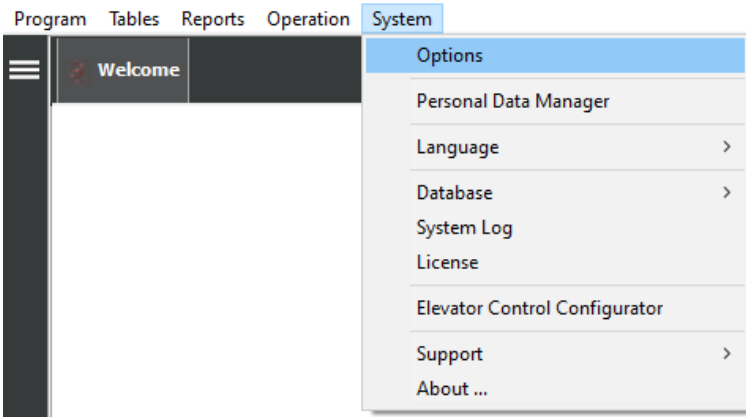 Program Tables Reports Operation System
Welcome
Options
Personal Data Manager
Language
Database
System Log
License
Elevator Control Configurator
Support
About ...